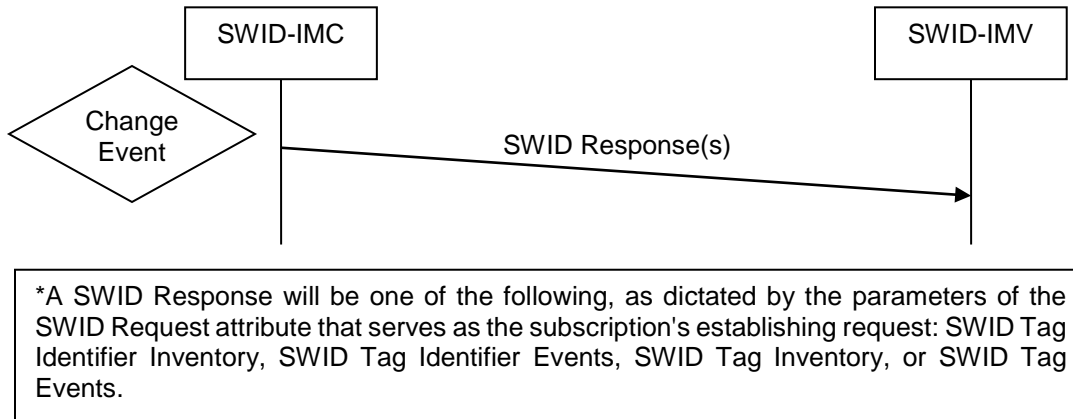 SWID-IMC
SWID-IMV
Change
Event
SWID Response(s)
*A SWID Response will be one of the following, as dictated by the parameters of the
SWID Request attribute that serves as the subscription's establishing request: SWID Tag
Identifier Inventory, SWID Tag Identifier Events, SWID Tag Inventory, or SWID Tag
Events.